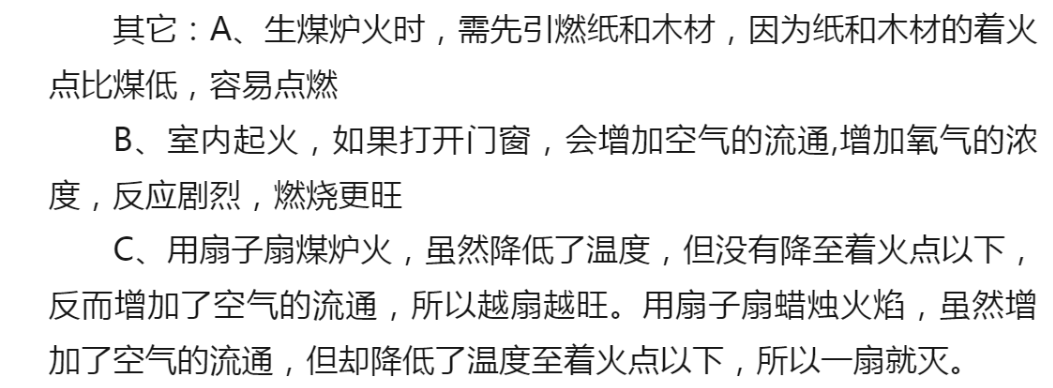 其它：A、生煤炉火时，需先引燃纸和木材，因为纸和木材的着火
点比煤低，容易点燃
B、室内起火，如果打开门窗，会增加空气的流通,增加氧气的浓
度，反应剧烈，燃烧更旺
C、用扇子扇煤炉火，虽然降低了温度，但没有降至着火点以下，
反而增加了空气的流通，所以越扇越旺。用扇子扇蜡烛火焰，虽然增
加了空气的流通，但却降低了温度至着火点以下，所以一扇就灭。